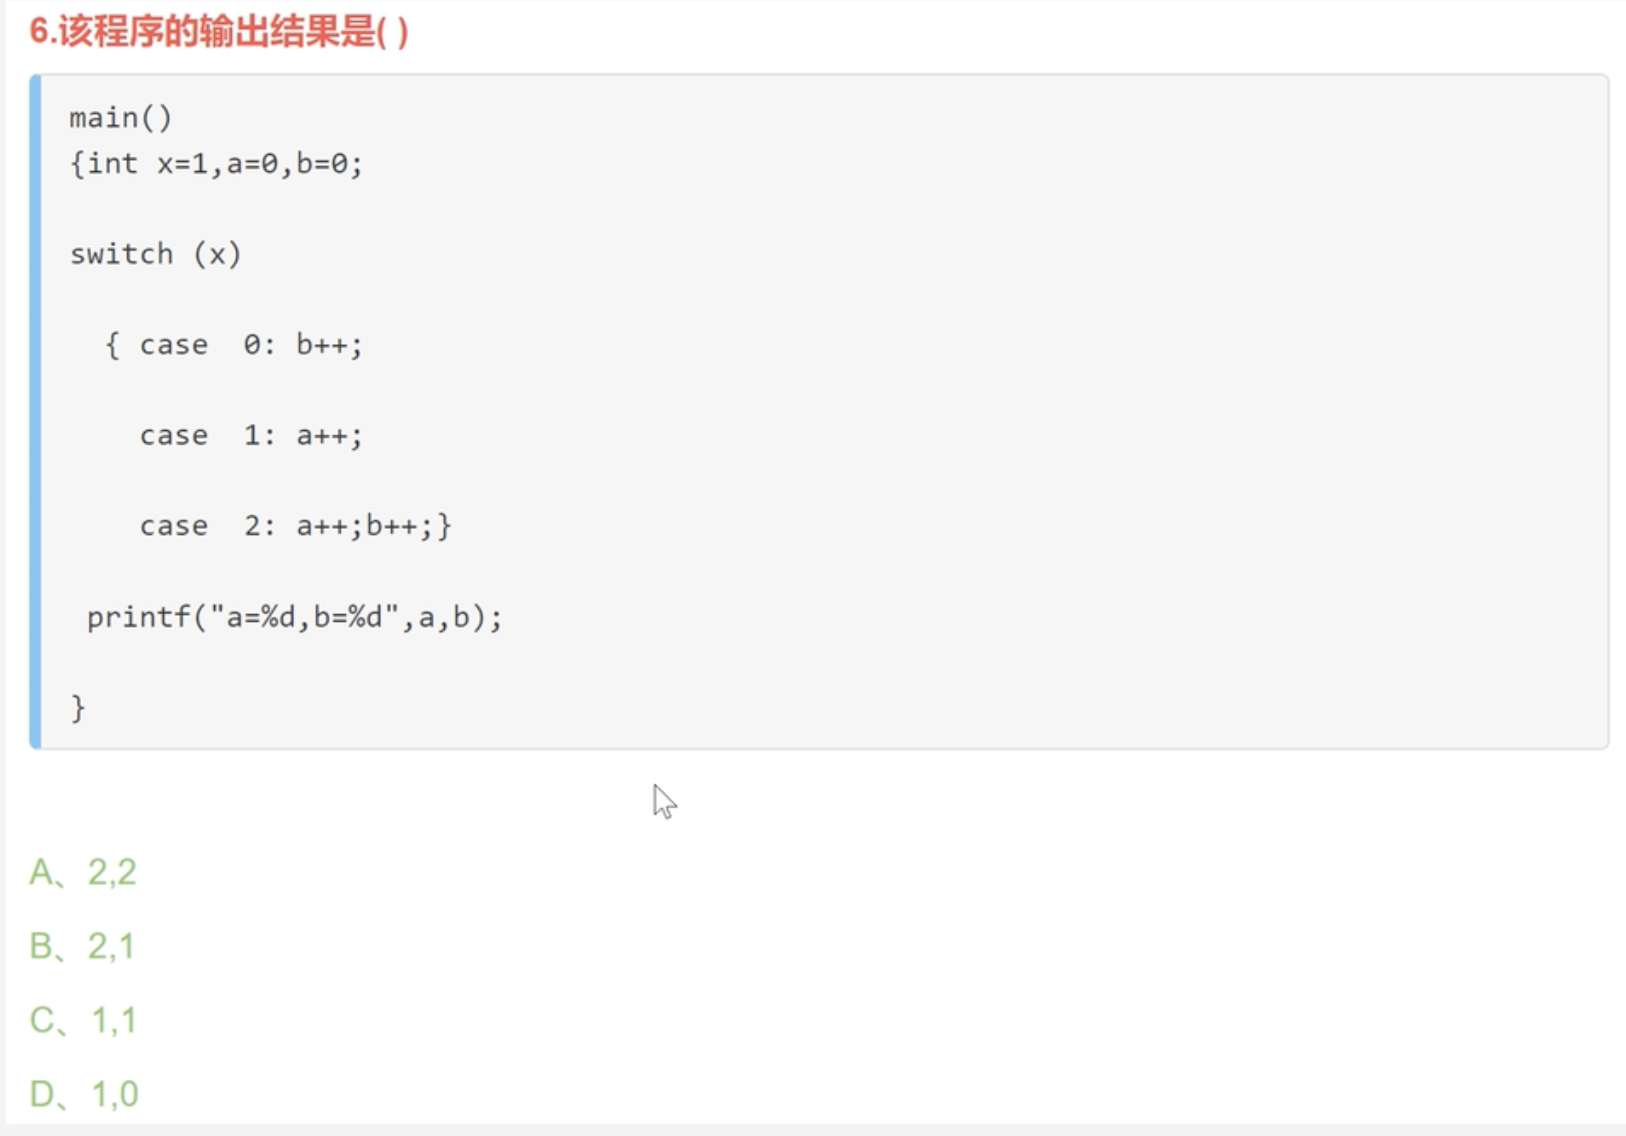 6.该程序的输出结果是( )
main()
{int x=1,a=0,b=0;
switch (x)
{ case  0: b++;
case  1: a++;
case  2: a++;b++;}
printf("a=%d,b=%d",a,b);
}
A、2,2
B、2,1
C、1,1
D、1,0